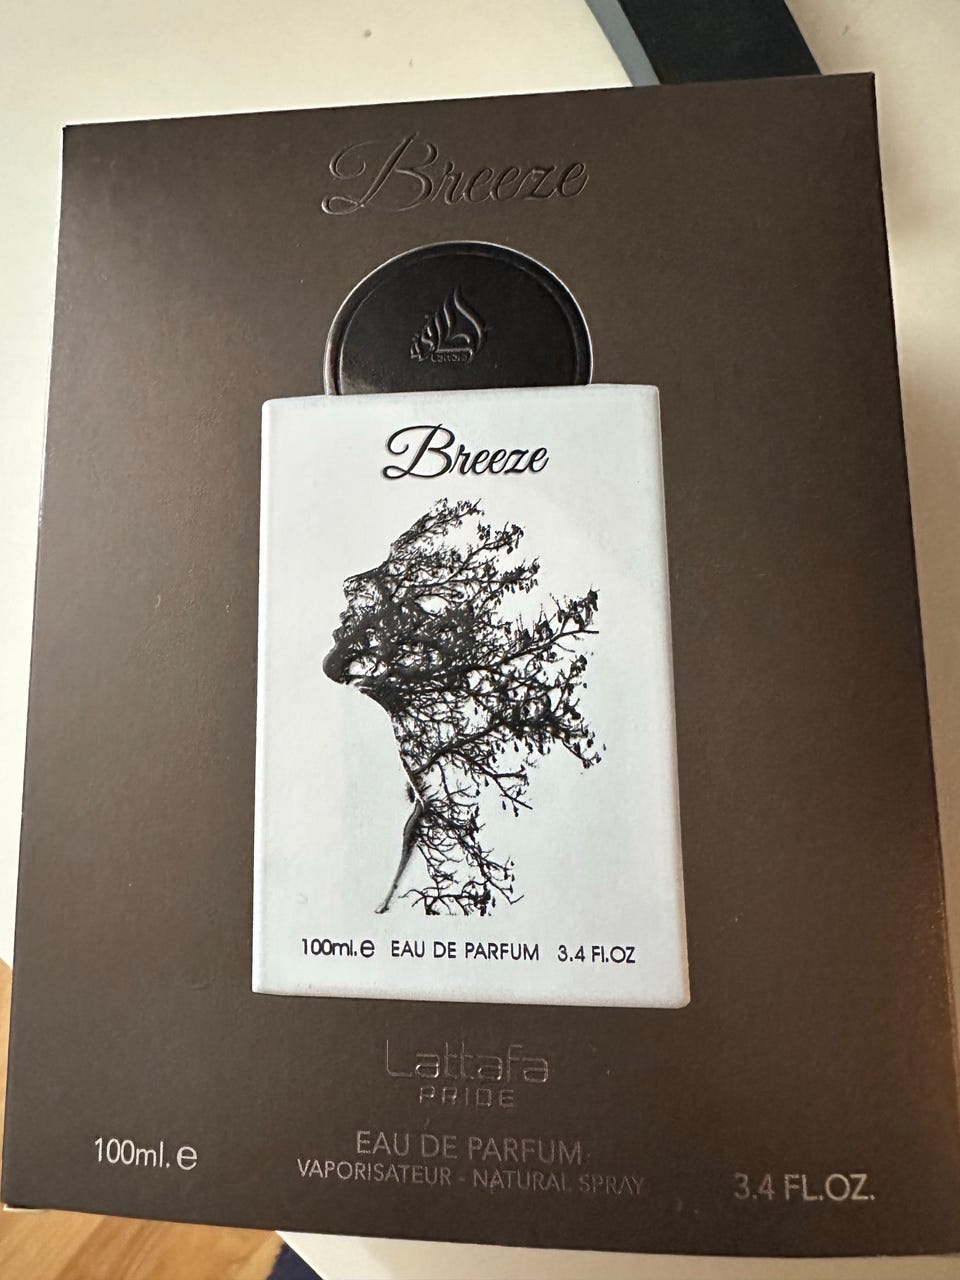 Breeze
Lattafa
Breeze
100ml.e EAU DE PARFUM 3.4 Fl.OZ
Lattafa
PRIDE
EAU DE PARFUM
VAPORISATEUR - NATURAL SPRAY
100ml.e
3.4 FL.OZ.